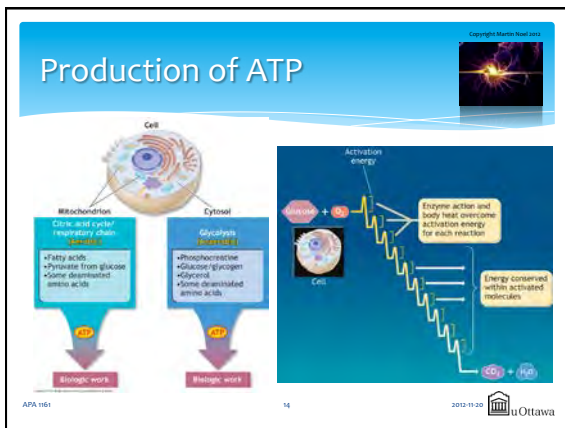 Copyright Martin Noel 2012
Production of ATP
Cell
Mitochondrion
Cytosol
Citric acid cycle/
respiratory chain
(Aerobic)
•Fatty acids
•Pyruvate from glucose
•Some deaminated
amino acids
ATP
Biologic work
Glycolysis
(Anaerobic)
•Phosphocreatine
•Glucose/glycogen
•Glycerol
•Some deaminated
amino acids
ATP
Biologic work
Activation
energy
Glucose + O2
Cell
Enzyme action and
body heat overcome
activation energy
for each reaction
Energy conserved
within activated
molecules
CO2 + H2O
APA 1161
14
2012-11-20
uOttawa